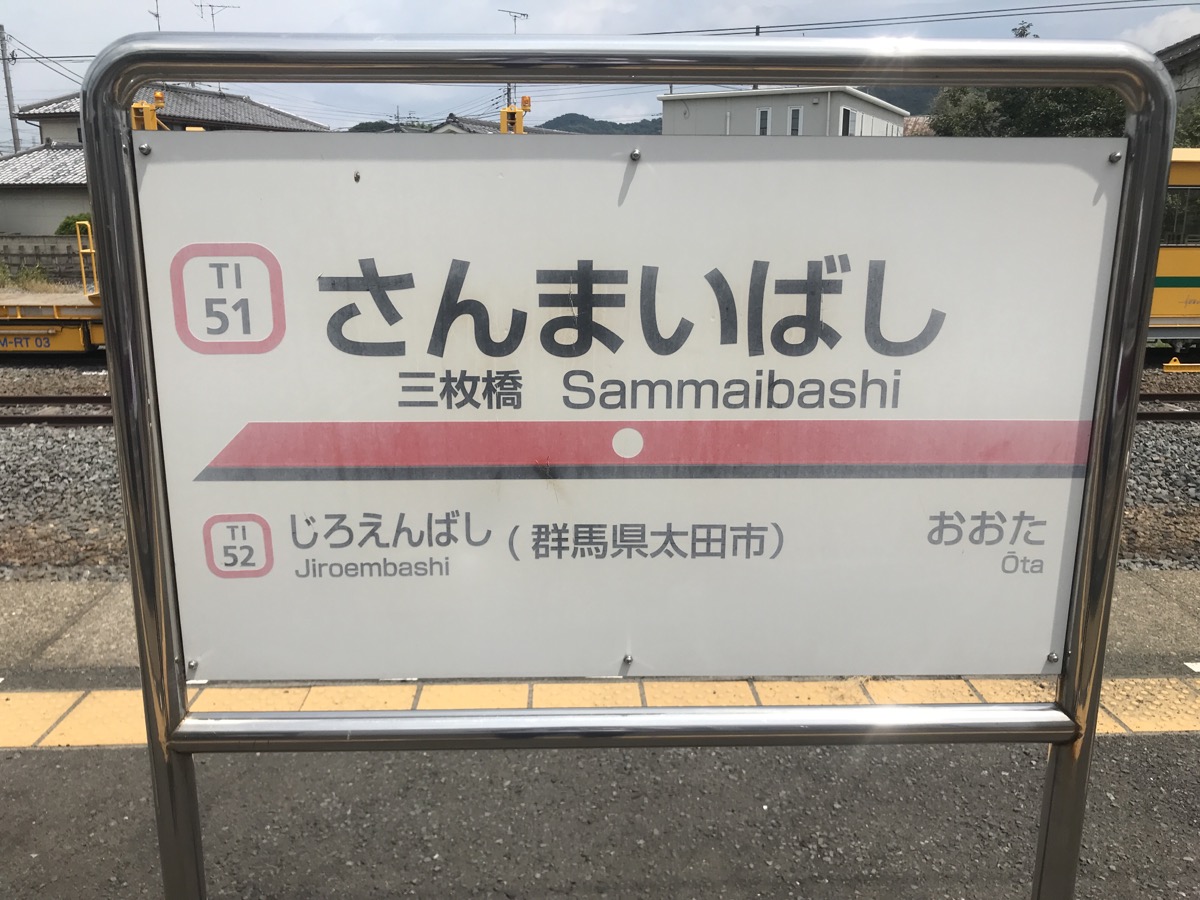 TI
51
さんまいばし
三枚橋 Sammaibashi
TI
52
じろえんばし
Jiroembashi
(群馬県太田市)
おおた
Ōta
M-RT 03